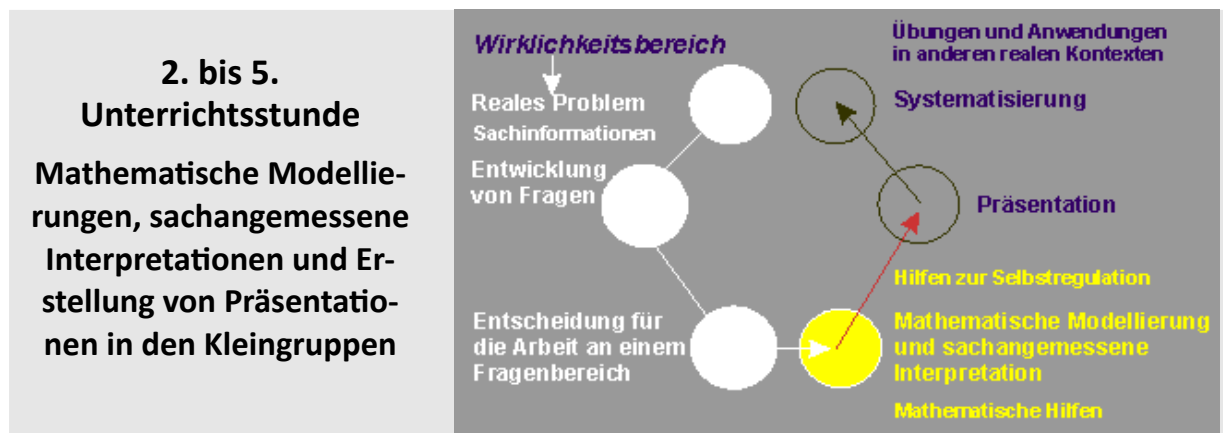 2. bis 5.
Unterrichtsstunde
Mathematische Modellie-
rungen, sachangemessene
Interpretationen und Er-
stellung von Präsentatio-
nen in den Kleingruppen
Wirklichkeitsbereich
Reales Problem
Sachinformationen
Entwicklung
von Fragen
Entscheidung für
die Arbeit an einem
Fragenbereich
Übungen und Anwendungen
in anderen realen Kontexten
Systematisierung
Präsentation
Hilfen zur Selbstregulation
Mathematische Modellierung
und sachangemessene
Interpretation
Mathematische Hilfen